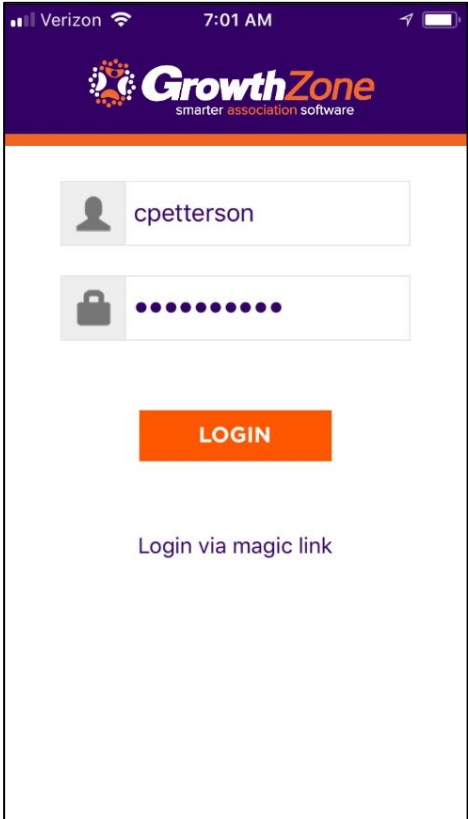 Verizon 7:01 AM
GrowthZone
smarter association software
cpetterson
••••••••••
LOGIN
Login via magic link